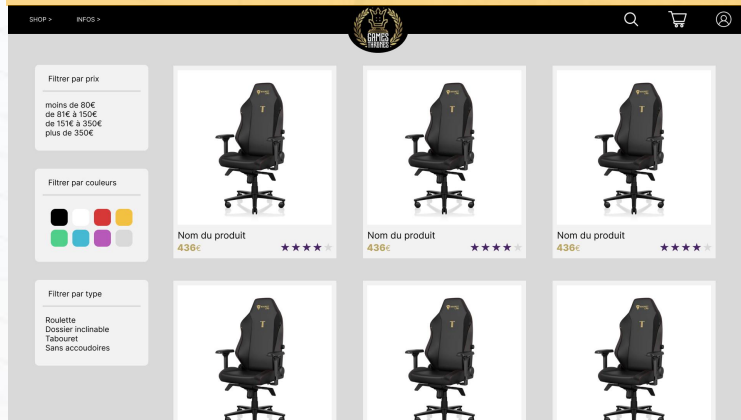 SHOP >
INFOS >
GAMES
THRONES
Filtrer par prix
moins de 80€
de 81€ à 150€
de 151€ à 350€
plus de 350€
Filtrer par couleurs
Filtrer par type
Roulette
Dossier inclinable
Tabouret
Sans accoudoires
T
Nom du produit
436€
T
Nom du produit
436€
T
Nom du produit
436€
T
T
T